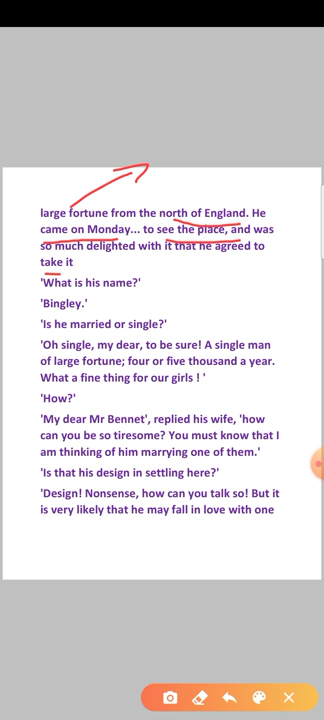 large fortune from the north of England. He
came on Monday... to see the place, and was
so much delighted with it that he agreed to
take it
'What is his name?'
'Bingley.'
'Is he married or single?'
'Oh single, my dear, to be sure! A single man
of large fortune; four or five thousand a year.
What a fine thing for our girls ! '
'How?'
'My dear Mr Bennet', replied his wife, 'how
can you be so tiresome? You must know that I
am thinking of him marrying one of them.'
'Is that his design in settling here?'
'Design! Nonsense, how can you talk so! But it
is very likely that he may fall in love with one